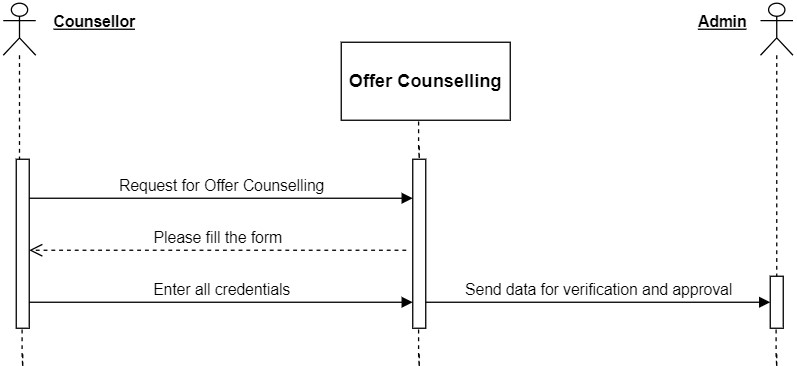 Counsellor
Admin
Offer Counselling
Request for Offer Counselling
Please fill the form
Enter all credentials
Send data for verification and approval